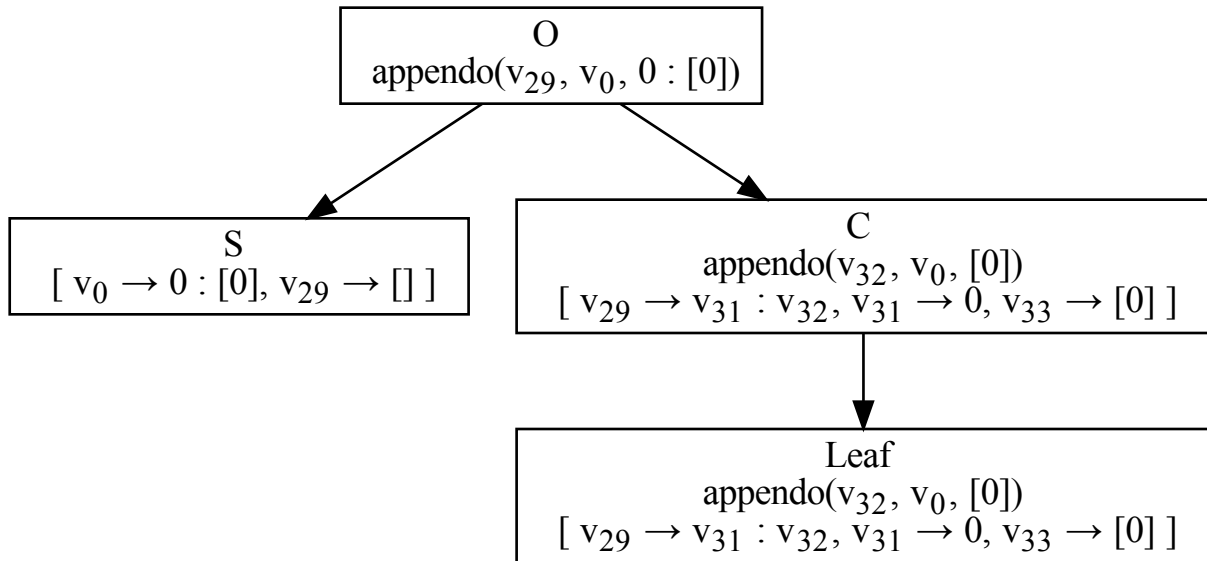 O
appendo(v₂₉, v₀, 0 : [0])
S
[ v₀ → 0 : [0], v₂₉ → [] ]
C
appendo(v₃₂, v₀, [0])
[ v₂₉ → v₃₁ : v₃₂, v₃₁ → 0, v₃₃ → [0] ]
Leaf
appendo(v₃₂, v₀, [0])
[ v₂₉ → v₃₁ : v₃₂, v₃₁ → 0, v₃₃ → [0] ]